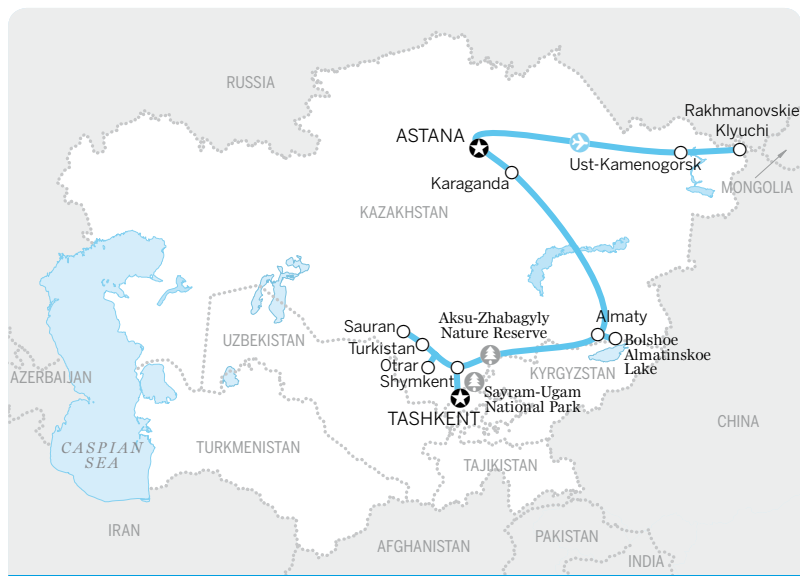 RUSSIA
Rakhmanovskie
Klyuchi
ASTANA
Ust-Kamenogorsk
Karaganda
MONGOLIA
KAZAKHSTAN
Sauran
Aksu-Zhabagyly
Nature Reserve
Almaty
UZBEKISTAN
Turkistan
Bolshoe
Almatinskoe
Lake
Otrar
Shymkent
KYRGYZSTAN
AZERBAIJAN
Sayram-Ugam
National Park
TASHKENT
CHINA
CASPIAN
SEA
TURKMENISTAN
TAJIKISTAN
IRAN
AFGHANISTAN
PAKISTAN
INDIA